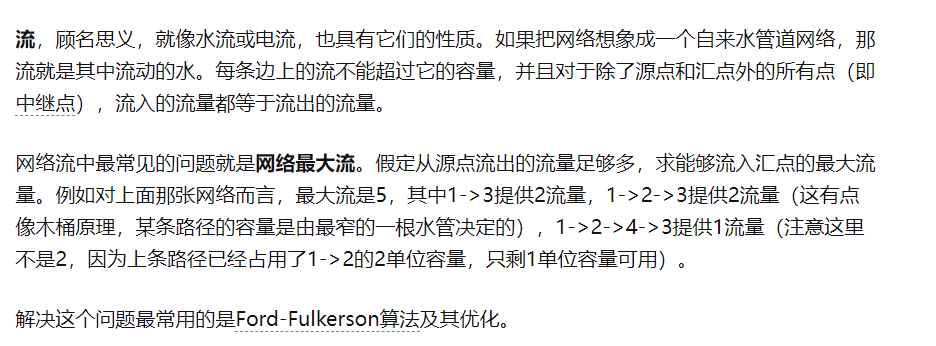 流，顾名思义，就像水流或电流，也具有它们的性质。如果把网络想象成一个自来水管道网络，那
流就是其中流动的水。每条边上的流不能超过它的容量，并且对于除了源点和汇点外的所有点（即
中继点），流入的流量都等于流出的流量。
网络流中最常见的问题就是网络最大流。假定从源点流出的流量足够多，求能够流入汇点的最大流
量。例如对上面那张网络而言，最大流是5，其中1->3提供2流量，1->2->3提供2流量（这有点
像木桶原理，某条路径的容量是由最窄的一根水管决定的），1->2->4->3提供1流量（注意这里
不是2，因为上条路径已经占用了1->2的2单位容量，只剩1单位容量可用）。
解决这个问题最常用的是Ford-Fulkerson算法及其优化。